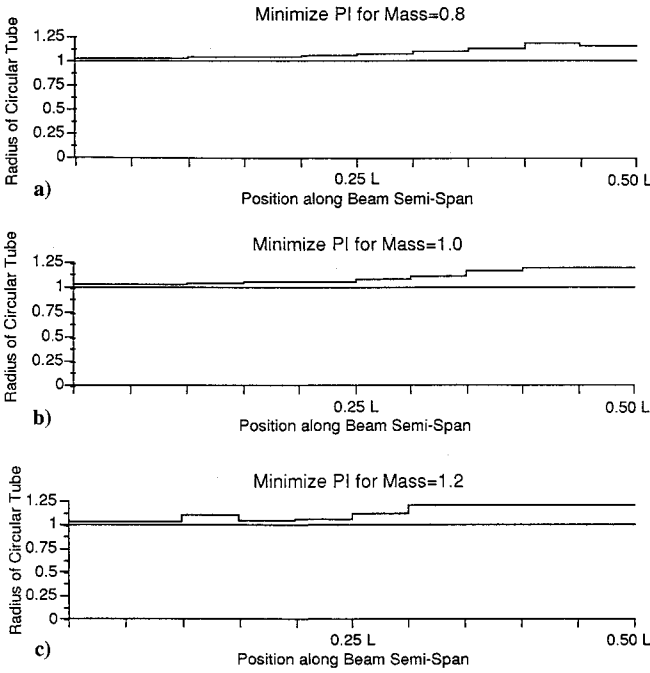 Minimize PI for Mass=0.8
Radius of Circular Tube
1.25
1
0.75
0.5
0.25
0
0.25 L
0.50 L
a)
Position along Beam Semi-Span
Minimize PI for Mass=1.0
Radius of Circular Tube
1.25
1
0.75
0.5
0.25
0
0.25 L
0.50 L
b)
Position along Beam Semi-Span
Minimize PI for Mass=1.2
Radius of Circular Tube
1.25
1
0.75
0.5
0.25
0
0.25 L
0.50 L
c)
Position along Beam Semi-Span